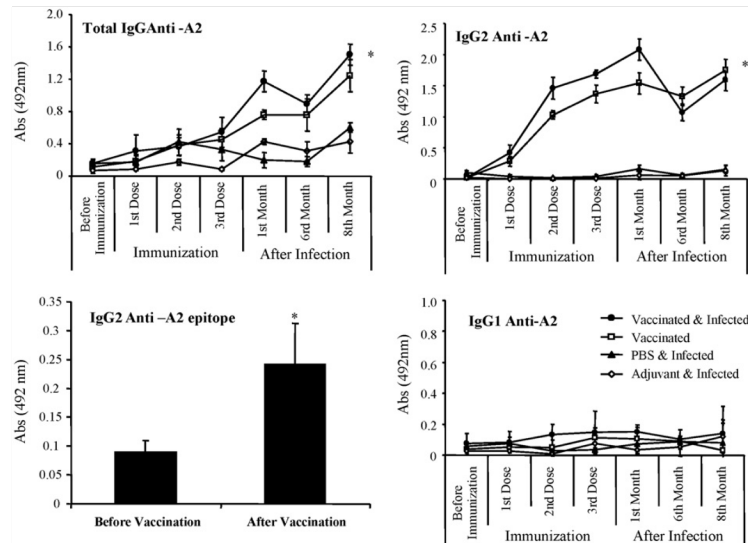 Total IgGAnti -A2
Abs (492 nm)
1.6
1.2
0.8
0.4
0.0
*
Before
Immunization
1st Dose
2nd Dose
3rd Dose
1st Month
6rd Month
8th Month
Immunization
After Infection
IgG2 Anti -A2
Abs (492nm)
2.5
2.0
1.5
1.0
0.5
0
*
Before
Immunization
1st Dose
2nd Dose
3rd Dose
1st Month
6rd Month
8th Month
Immunization
After Infection
IgG2 Anti –A2 epitope
Abs (492 nm)
0.35
0.3
0.25
0.2
0.15
0.1
0.05
0
*
Before Vaccination
After Vaccination
IgG1 Anti-A2
Abs (492nm)
1.0
0.8
0.6
0.4
0.2
0.0
Vaccinated & Infected
Vaccinated
PBS & Infected
Adjuvant & Infected
Before
Immunization
1st Dose
2nd Dose
3rd Dose
1st Month
6th Month
8th Month
Immunization
After Infection